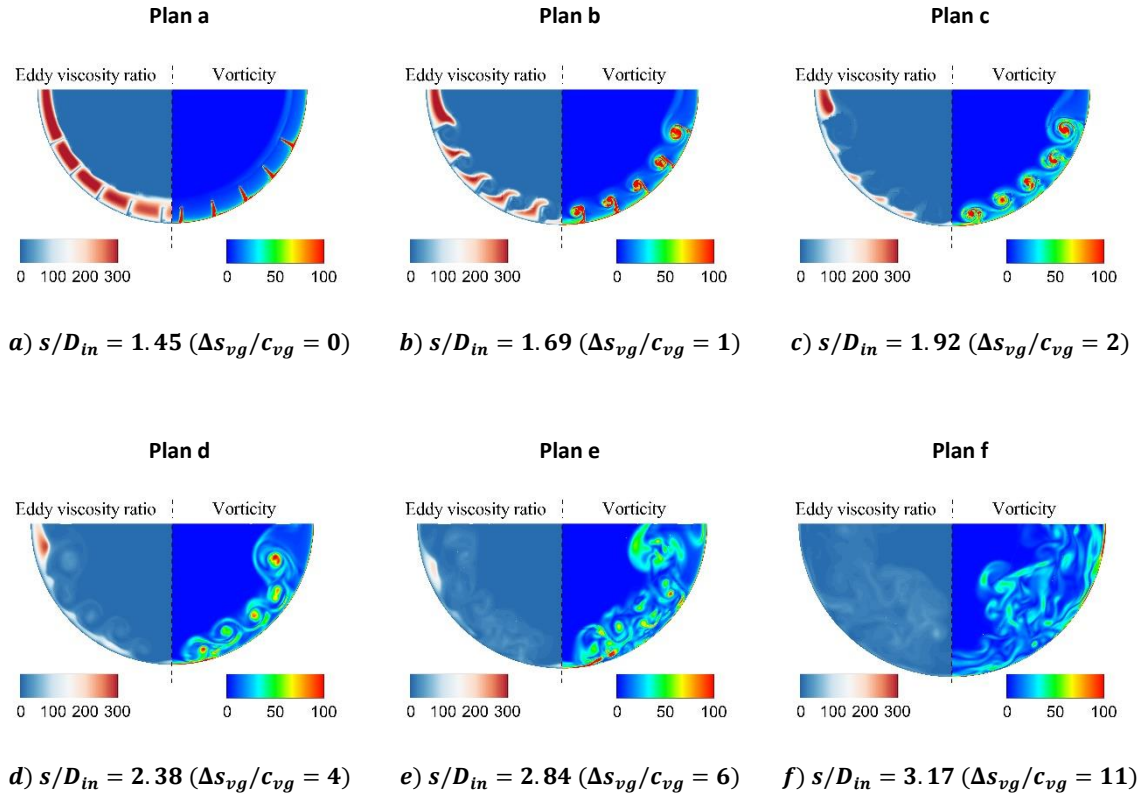 Plan a Plan b Plan c
Eddy viscosity ratio Vorticity Eddy viscosity ratio Vorticity Eddy viscosity ratio Vorticity
0 100 200 300 0 50 100 0 100 200 300 0 50 100 0 100 200 300 0 50 100
a) s/D_in = 1.45 (Δs_vg/c_vg = 0) b) s/D_in = 1.69 (Δs_vg/c_vg = 1) c) s/D_in = 1.92 (Δs_vg/c_vg = 2)
Plan d Plan e Plan f
Eddy viscosity ratio Vorticity Eddy viscosity ratio Vorticity Eddy viscosity ratio Vorticity
0 100 200 300 0 50 100 0 100 200 300 0 50 100 0 100 200 300 0 50 100
d) s/D_in = 2.38 (Δs_vg/c_vg = 4) e) s/D_in = 2.84 (Δs_vg/c_vg = 6) f) s/D_in = 3.17 (Δs_vg/c_vg = 11)